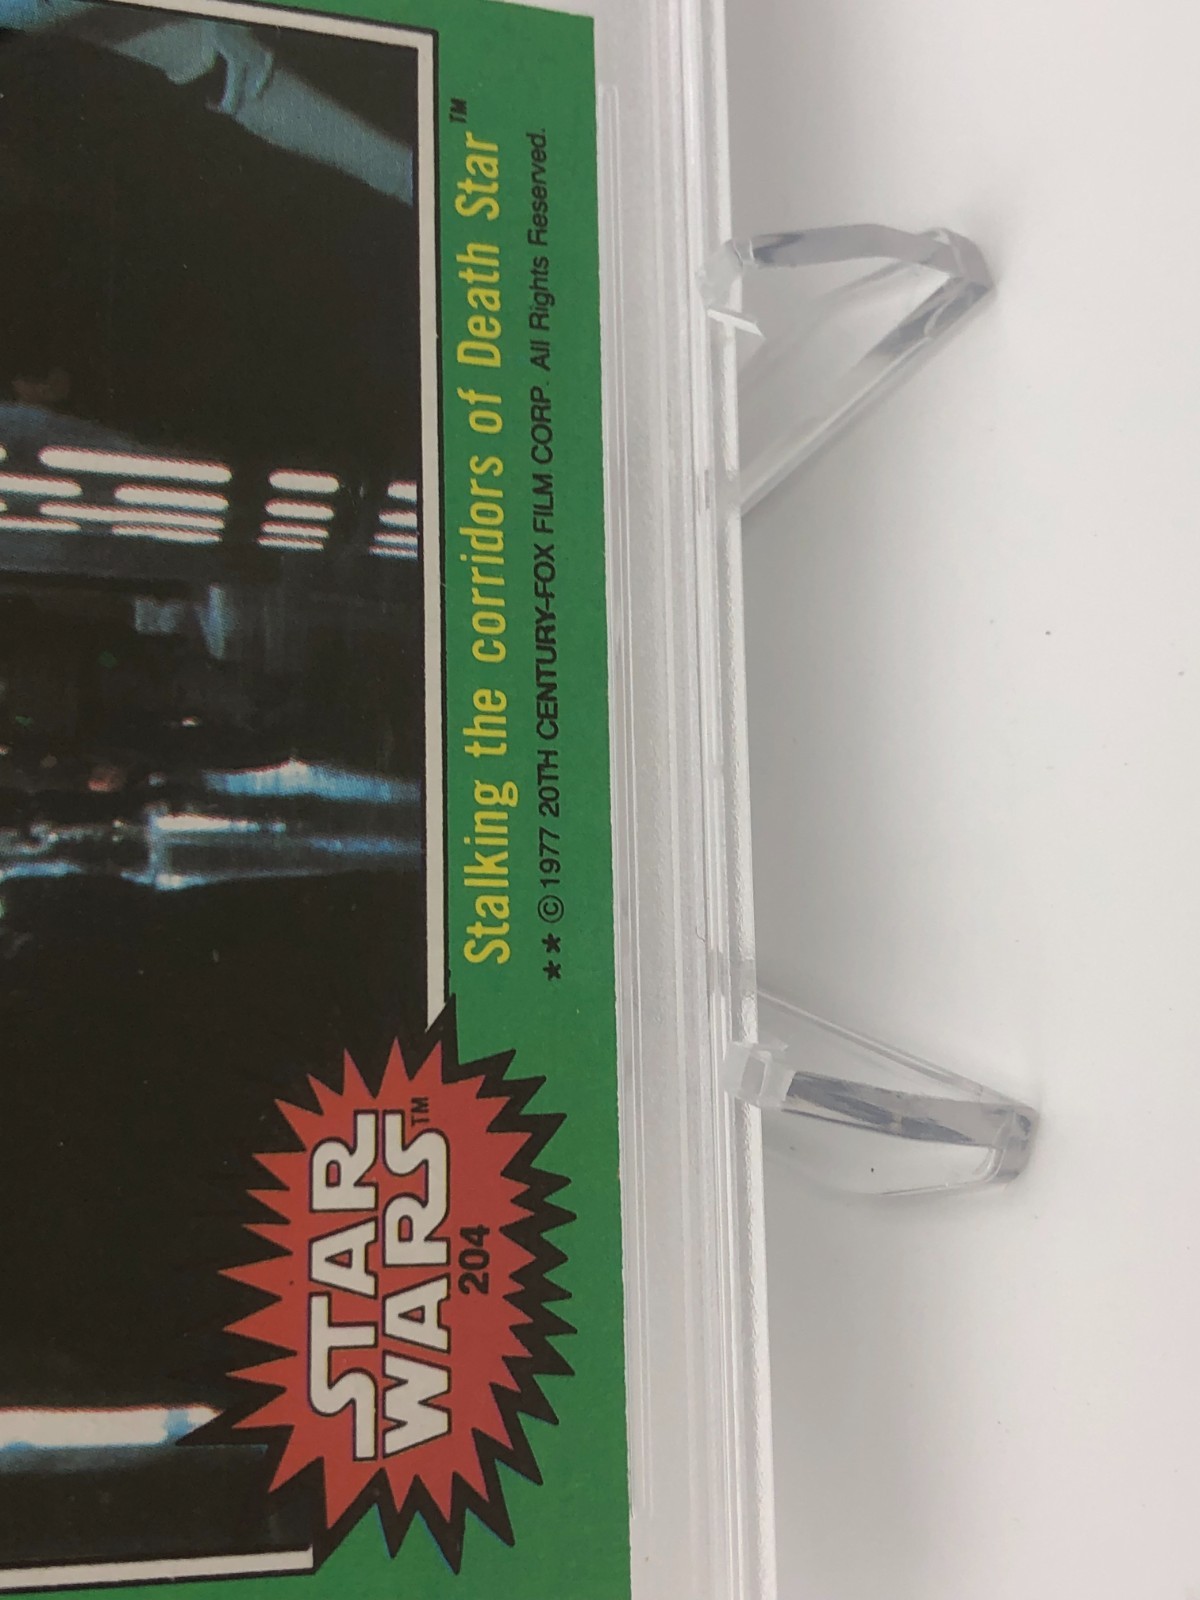 Stalking the corridors of Death Star™
★★©1977 20TH CENTURY-FOX FILM CORP. All Rights Reserved.
STAR
WARS™
204